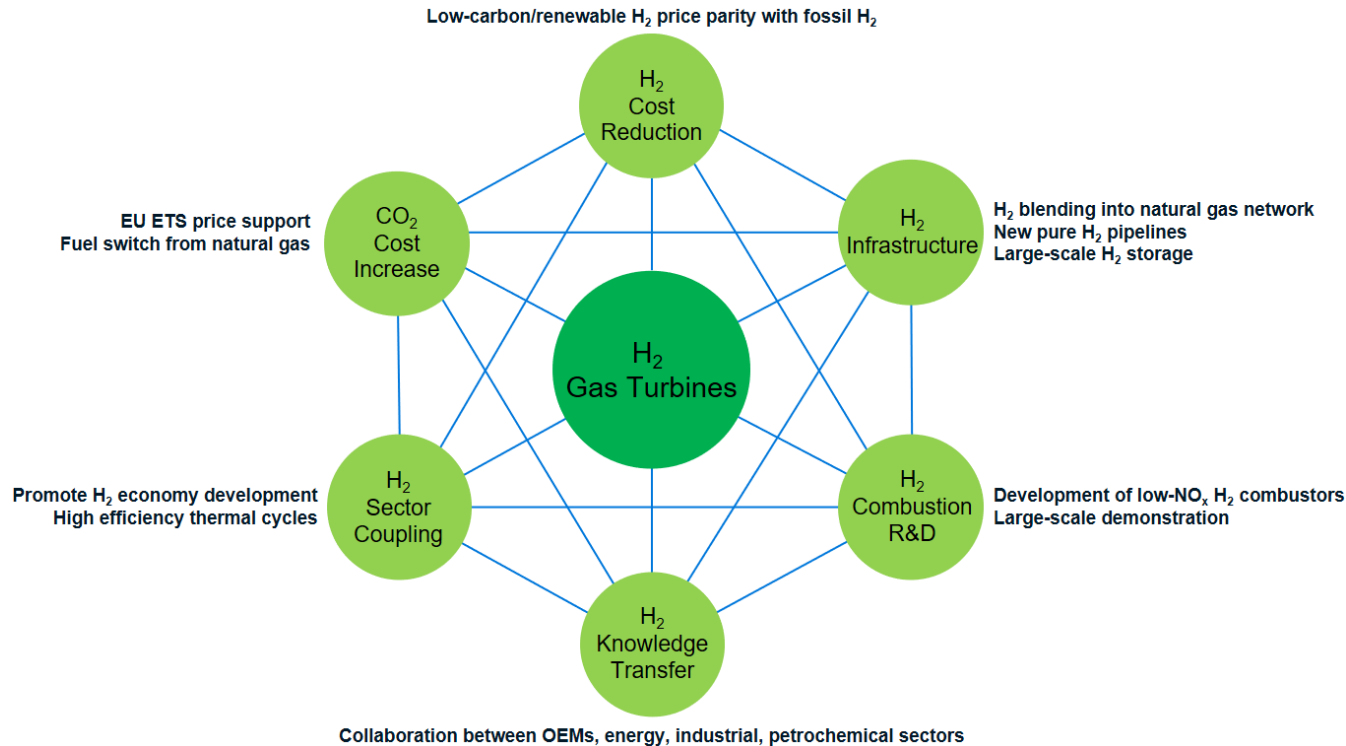 Low-carbon/renewable H₂ price parity with fossil H₂
H₂
Cost
Reduction
EU ETS price support
Fuel switch from natural gas
CO₂
Cost
Increase
H₂
Infrastructure
H₂ blending into natural gas network
New pure H₂ pipelines
Large-scale H₂ storage
H₂
Gas Turbines
Promote H₂ economy development
High efficiency thermal cycles
H₂
Sector
Coupling
H₂
Combustion
R&D
Development of low-NOₓ H₂ combustors
Large-scale demonstration
H₂
Knowledge
Transfer
Collaboration between OEMs, energy, industrial, petrochemical sectors